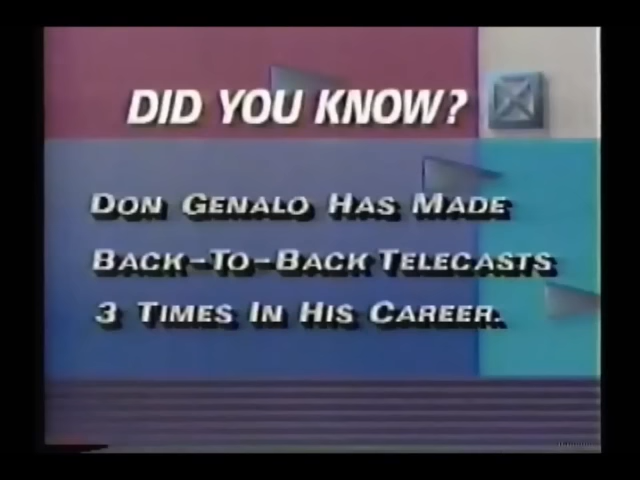 DID YOU KNOW?
DON GENALO HAS MADE
BACK-TO-BACK TELECASTS
3 TIMES IN HIS CAREER.